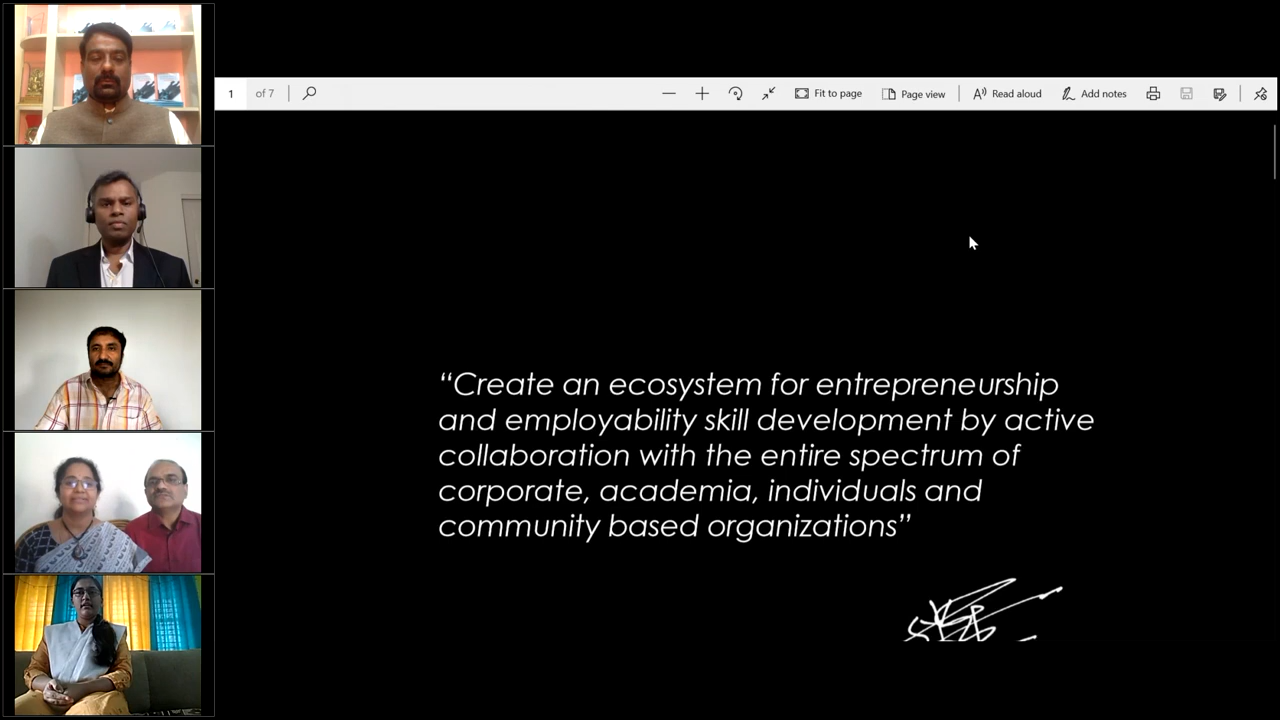 1 of 7 Fit to page Page view Read aloud Add notes
“Create an ecosystem for entrepreneurship
and employability skill development by active
collaboration with the entire spectrum of
corporate, academia, individuals and
community based organizations”